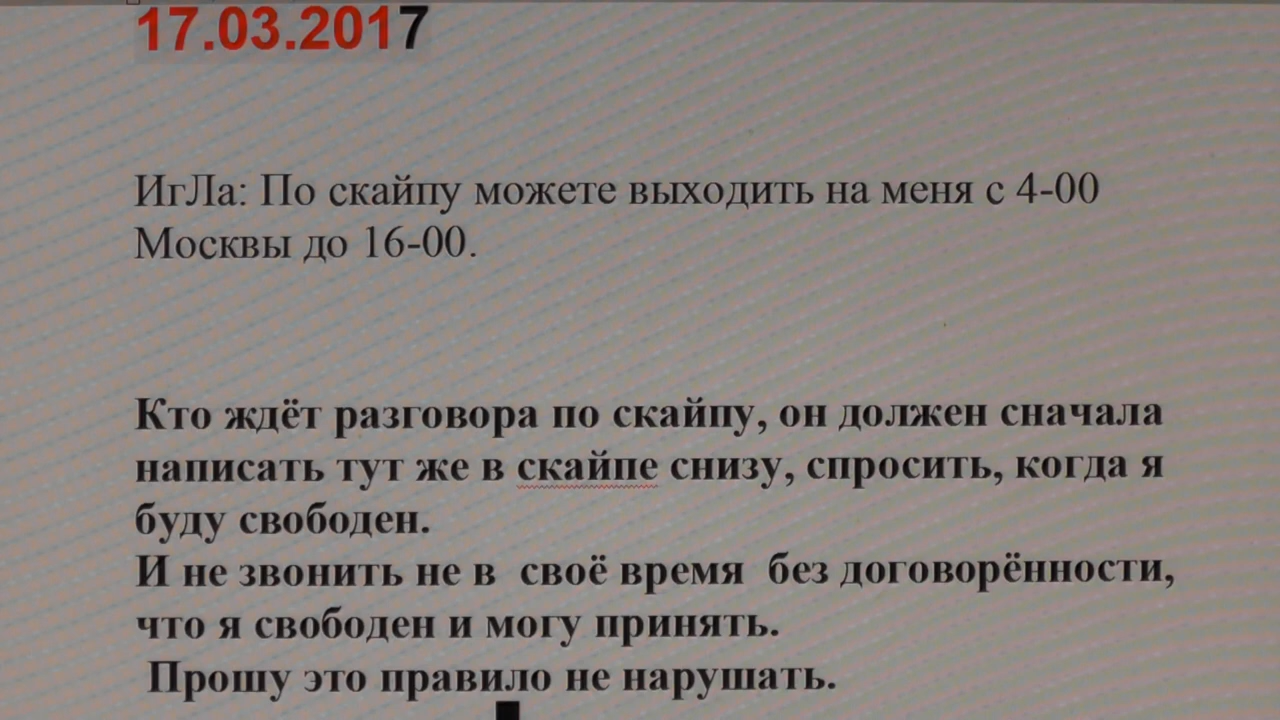 17.03.2017
ИгЛа: По скайпу можете выходить на меня с 4-00
Москвы до 16-00.
Кто ждёт разговора по скайпу, он должен сначала
написать тут же в скайпе снизу, спросить, когда я
буду свободен.
И не звонить не в своё время без договорённости,
что я свободен и могу принять.
Прошу это правило не нарушать.